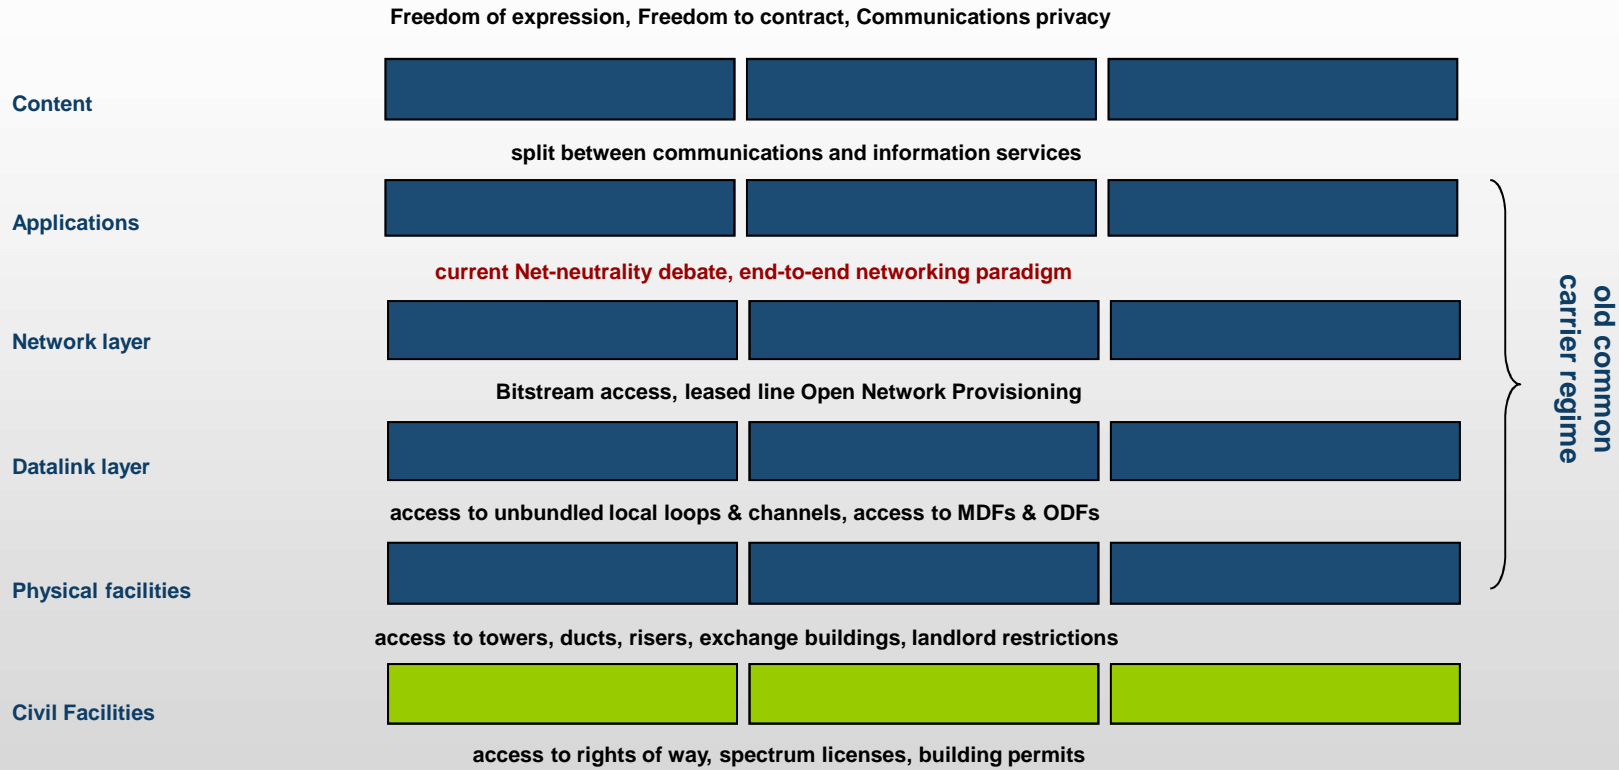 Freedom of expression, Freedom to contract, Communications privacy
Content
split between communications and information services
Applications
current Net-neutrality debate, end-to-end networking paradigm
Network layer
Bitstream access, leased line Open Network Provisioning
Datalink layer
access to unbundled local loops & channels, access to MDFs & ODFs
Physical facilities
access to towers, ducts, risers, exchange buildings, landlord restrictions
Civil Facilities
access to rights of way, spectrum licenses, building permits
old common
carrier regime